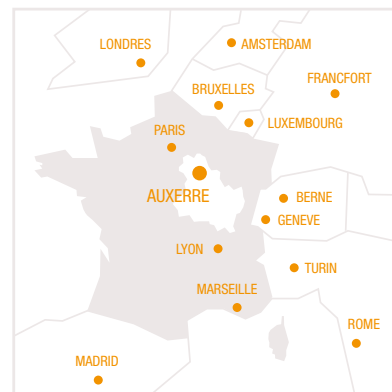 LONDRES
AMSTERDAM
FRANCFORT
BRUXELLES
LUXEMBOURG
PARIS
AUXERRE
BERNE
GENEVE
LYON
TURIN
MARSEILLE
ROME
MADRID